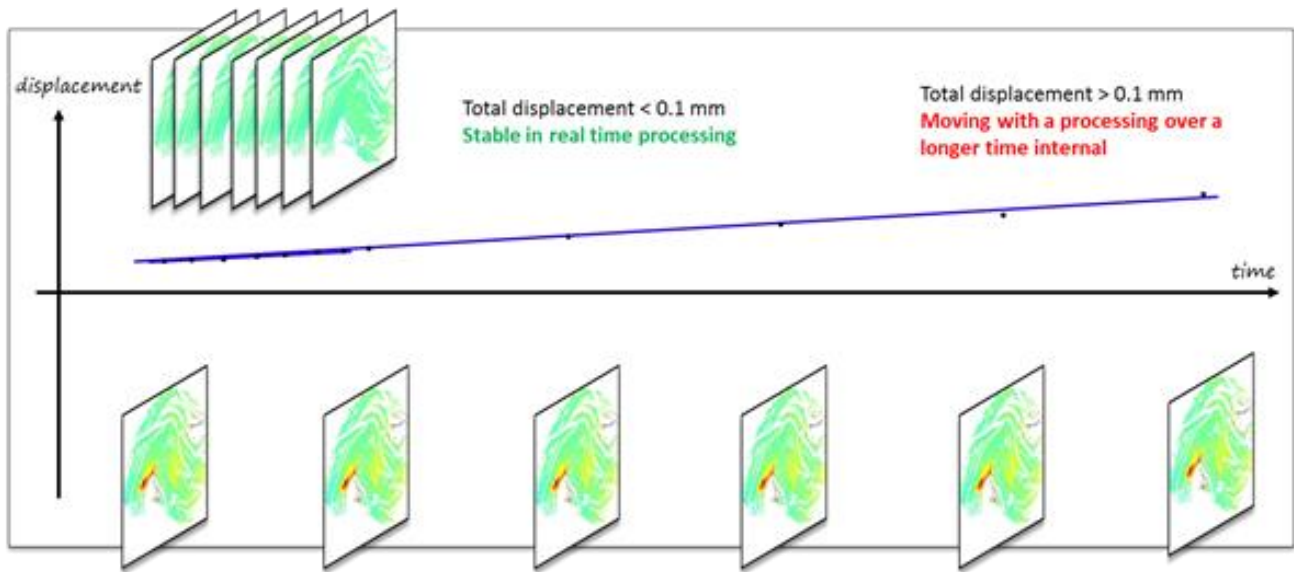 displacement
Total displacement < 0.1 mm
Stable in real time processing
Total displacement > 0.1 mm
Moving with a processing over a
longer time internal
time